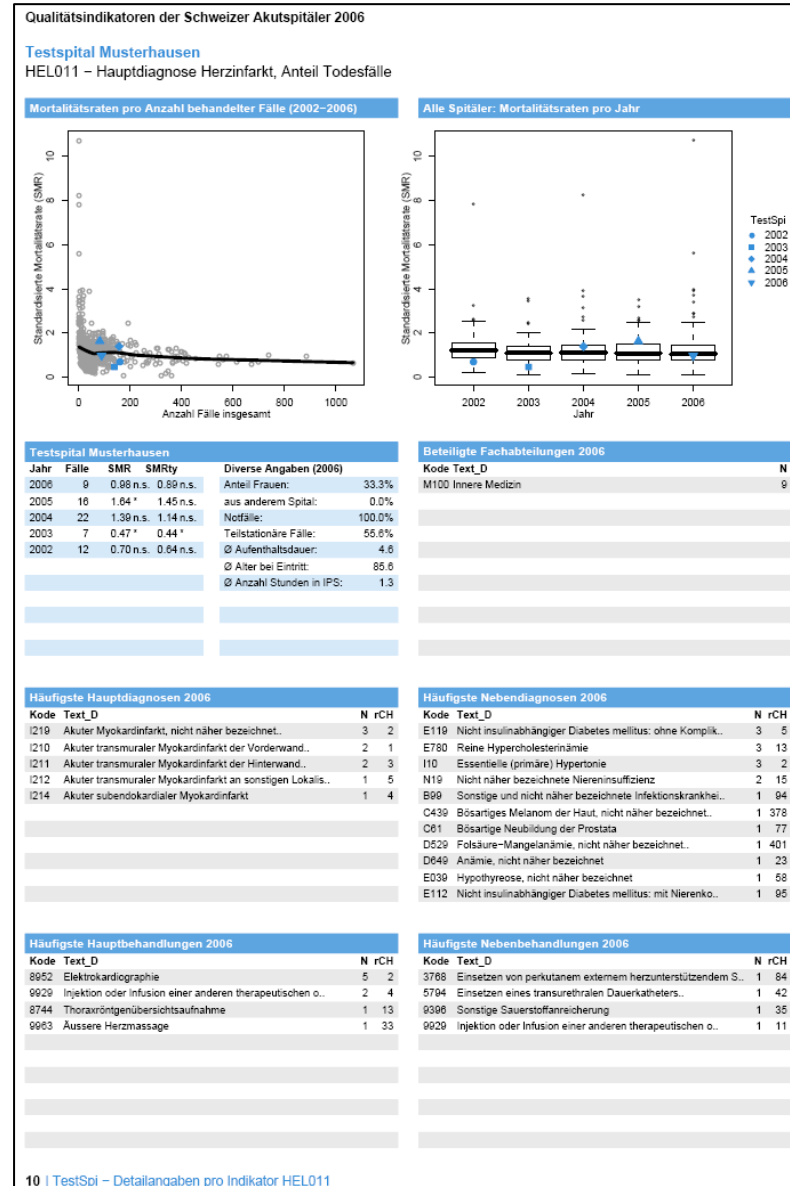 Qualitätsindikatoren der Schweizer Akutspitäler 2006
Testspital Musterhausen
HEL011 – Hauptdiagnose Herzinfarkt, Anteil Todesfälle
Mortalitätsraten pro Anzahl behandelter Fälle (2002–2006)
Standardisierte Mortalitätsrate (SMR)
0 2 4 6 8 10
0 200 400 600 800 1000
Anzahl Fälle insgesamt
Alle Spitäler: Mortalitätsraten pro Jahr
Standardisierte Mortalitätsrate (SMR)
0 2 4 6 8 10
2002 2003 2004 2005 2006
Jahr
TestSpi
2002
2003
2004
2005
2006
Testspital Musterhausen
Jahr Fälle SMR SMRty
2006 9 0.98 n.s. 0.89 n.s.
2005 16 1.64 * 1.45 n.s.
2004 22 1.39 n.s. 1.14 n.s.
2003 7 0.47 * 0.44 *
2002 12 0.70 n.s. 0.64 n.s.
Diverse Angaben (2006)
Anteil Frauen: 33.3%
aus anderem Spital: 0.0%
Notfälle: 100.0%
Teilstationäre Fälle: 55.6%
Ø Aufenthaltsdauer: 4.6
Ø Alter bei Eintritt: 85.6
Ø Anzahl Stunden in IPS: 1.3
Beteiligte Fachabteilungen 2006
Kode Text_D N
M100 Innere Medizin 9
Häufigste Hauptdiagnosen 2006
Kode Text_D N rCH
I219 Akuter Myokardinfarkt, nicht näher bezeichnet.. 3 2
I210 Akuter transmuraler Myokardinfarkt der Vorderwand.. 2 1
I211 Akuter transmuraler Myokardinfarkt der Hinterwand.. 2 3
I212 Akuter transmuraler Myokardinfarkt an sonstigen Lokalis.. 1 5
I214 Akuter subendokardialer Myokardinfarkt 1 4
Häufigste Nebendiagnosen 2006
Kode Text_D N rCH
E119 Nicht insulinabhängiger Diabetes mellitus: ohne Komplik.. 3 5
E780 Reine Hypercholesterinämie 3 13
I10 Essentielle (primäre) Hypertonie 3 2
N19 Nicht näher bezeichnete Niereninsuffizienz 2 15
B99 Sonstige und nicht näher bezeichnete Infektionskrankhei.. 1 94
C439 Bösartiges Melanom der Haut, nicht näher bezeichnet.. 1 378
C61 Bösartige Neubildung der Prostata 1 77
D529 Folsäure–Mangelanämie, nicht näher bezeichnet.. 1 401
D649 Anämie, nicht näher bezeichnet 1 23
E039 Hypothyreose, nicht näher bezeichnet 1 58
E112 Nicht insulinabhängiger Diabetes mellitus: mit Nierenko.. 1 95
Häufigste Hauptbehandlungen 2006
Kode Text_D N rCH
8952 Elektrokardiographie 5 2
9929 Injektion oder Infusion einer anderen therapeutischen o.. 2 4
8744 Thoraxröntgenübersichtsaufnahme 1 13
9963 Äussere Herzmassage 1 33
Häufigste Nebenbehandlungen 2006
Kode Text_D N rCH
3768 Einsetzen von perkutanem externem herzunterstützendem S.. 1 84
5794 Einsetzen eines transurethralen Dauerkatheters.. 1 42
9396 Sonstige Sauerstoffanreicherung 1 35
9929 Injektion oder Infusion einer anderen therapeutischen o.. 1 11
10 | TestSpi – Detailangaben pro Indikator HEL011